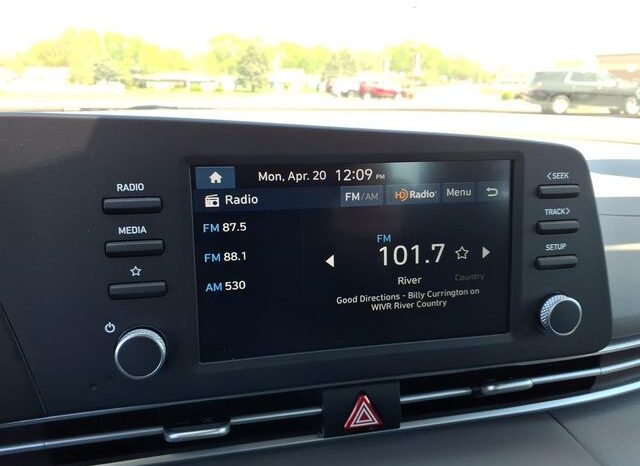 RADIO
MEDIA
Mon, Apr. 20 12:09 PM
Radio FM/AM HD Radio Menu
FM 87.5
FM 88.1
AM 530
FM
101.7
River Country
Good Directions - Billy Currington on
WIVR River Country
<SEEK
TRACK>
SETUP